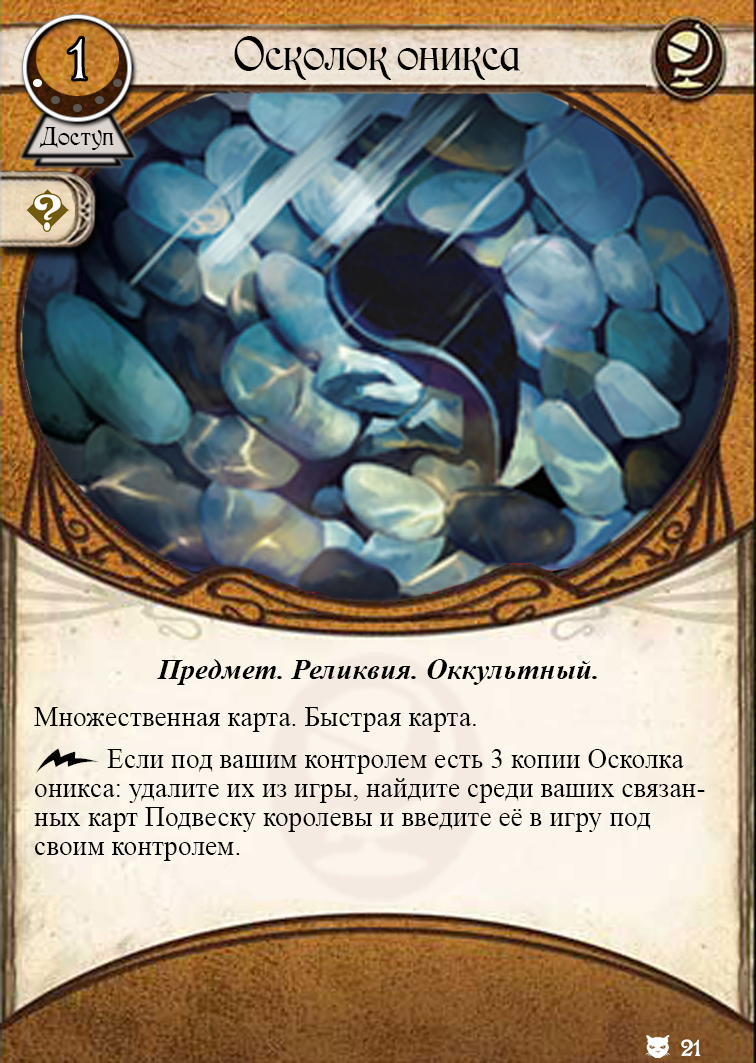 1
Осколок оникса
Доступ
?
Предмет. Реликвия. Оккультный.
Множественная карта. Быстрая карта.
Если под вашим контролем есть 3 копии Осколка
оникса: удалите их из игры, найдите среди ваших связан-
ных карт Подвеску королевы и введите её в игру под
своим контролем.
21